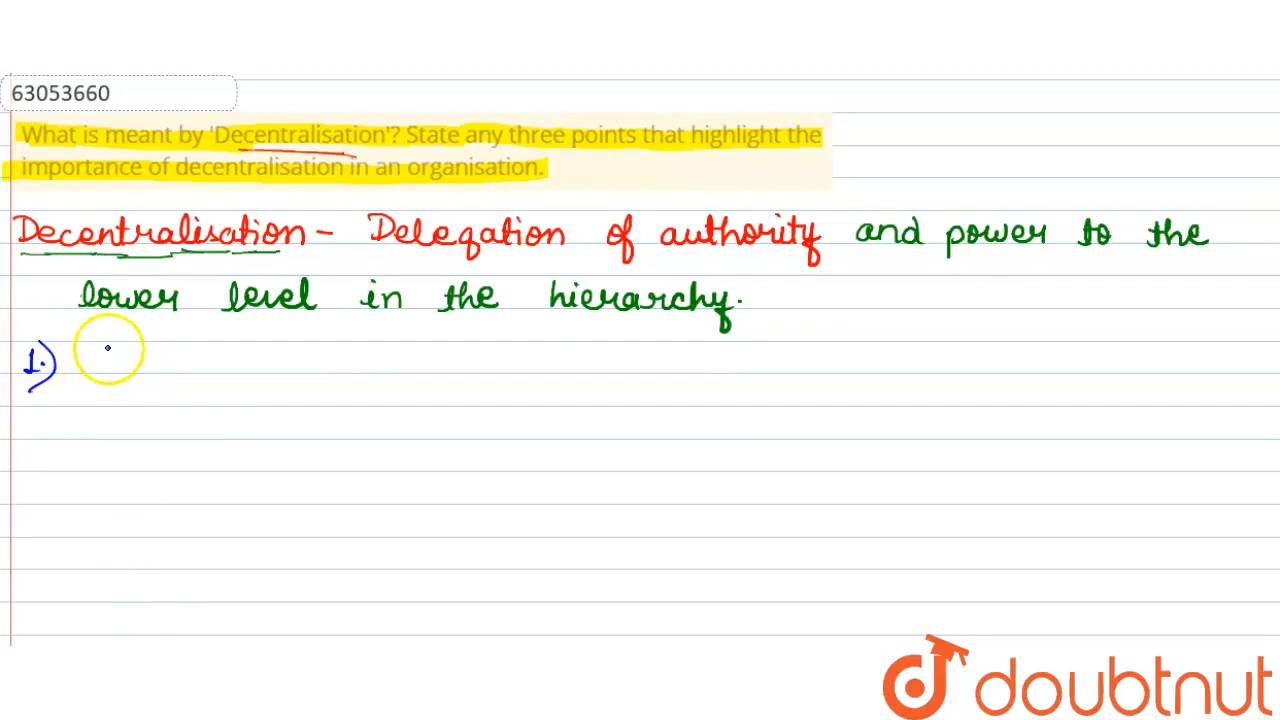 63053660
What is meant by 'Decentralisation'? State any three points that highlight the
importance of decentralisation in an organisation.
Decentralisation - Delegation of authority and power to the
lower level in the hierarchy.
1.)
doubtnut